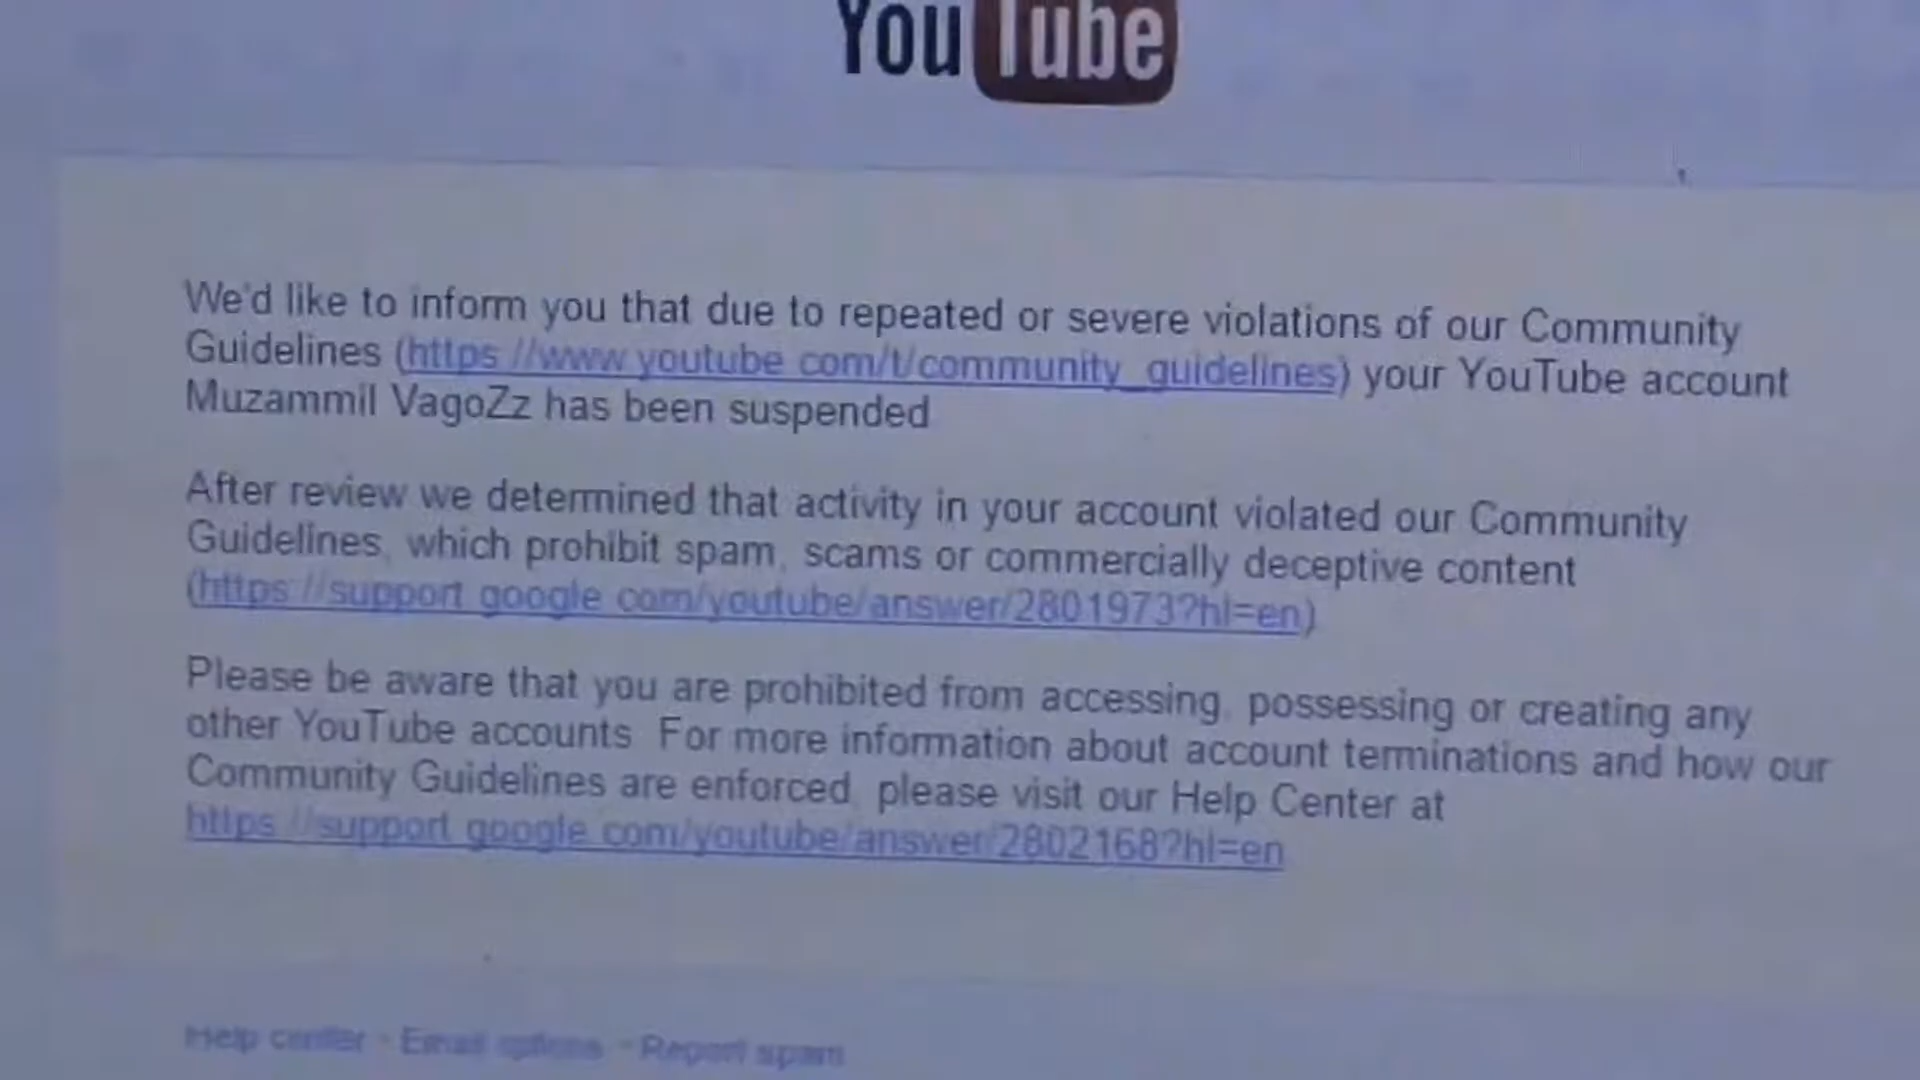 YouTube
We'd like to inform you that due to repeated or severe violations of our Community
Guidelines (https://www.youtube.com/t/community_guidelines) your YouTube account
Muzammil VagoZz has been suspended.
After review we determined that activity in your account violated our Community
Guidelines, which prohibit spam, scams or commercially deceptive content
(https://support.google.com/youtube/answer/2801973?hl=en)
Please be aware that you are prohibited from accessing, possessing or creating any
other YouTube accounts. For more information about account terminations and how our
Community Guidelines are enforced, please visit our Help Center at
https://support.google.com/youtube/answer/2802168?hl=en
Help center · Email options · Report spam